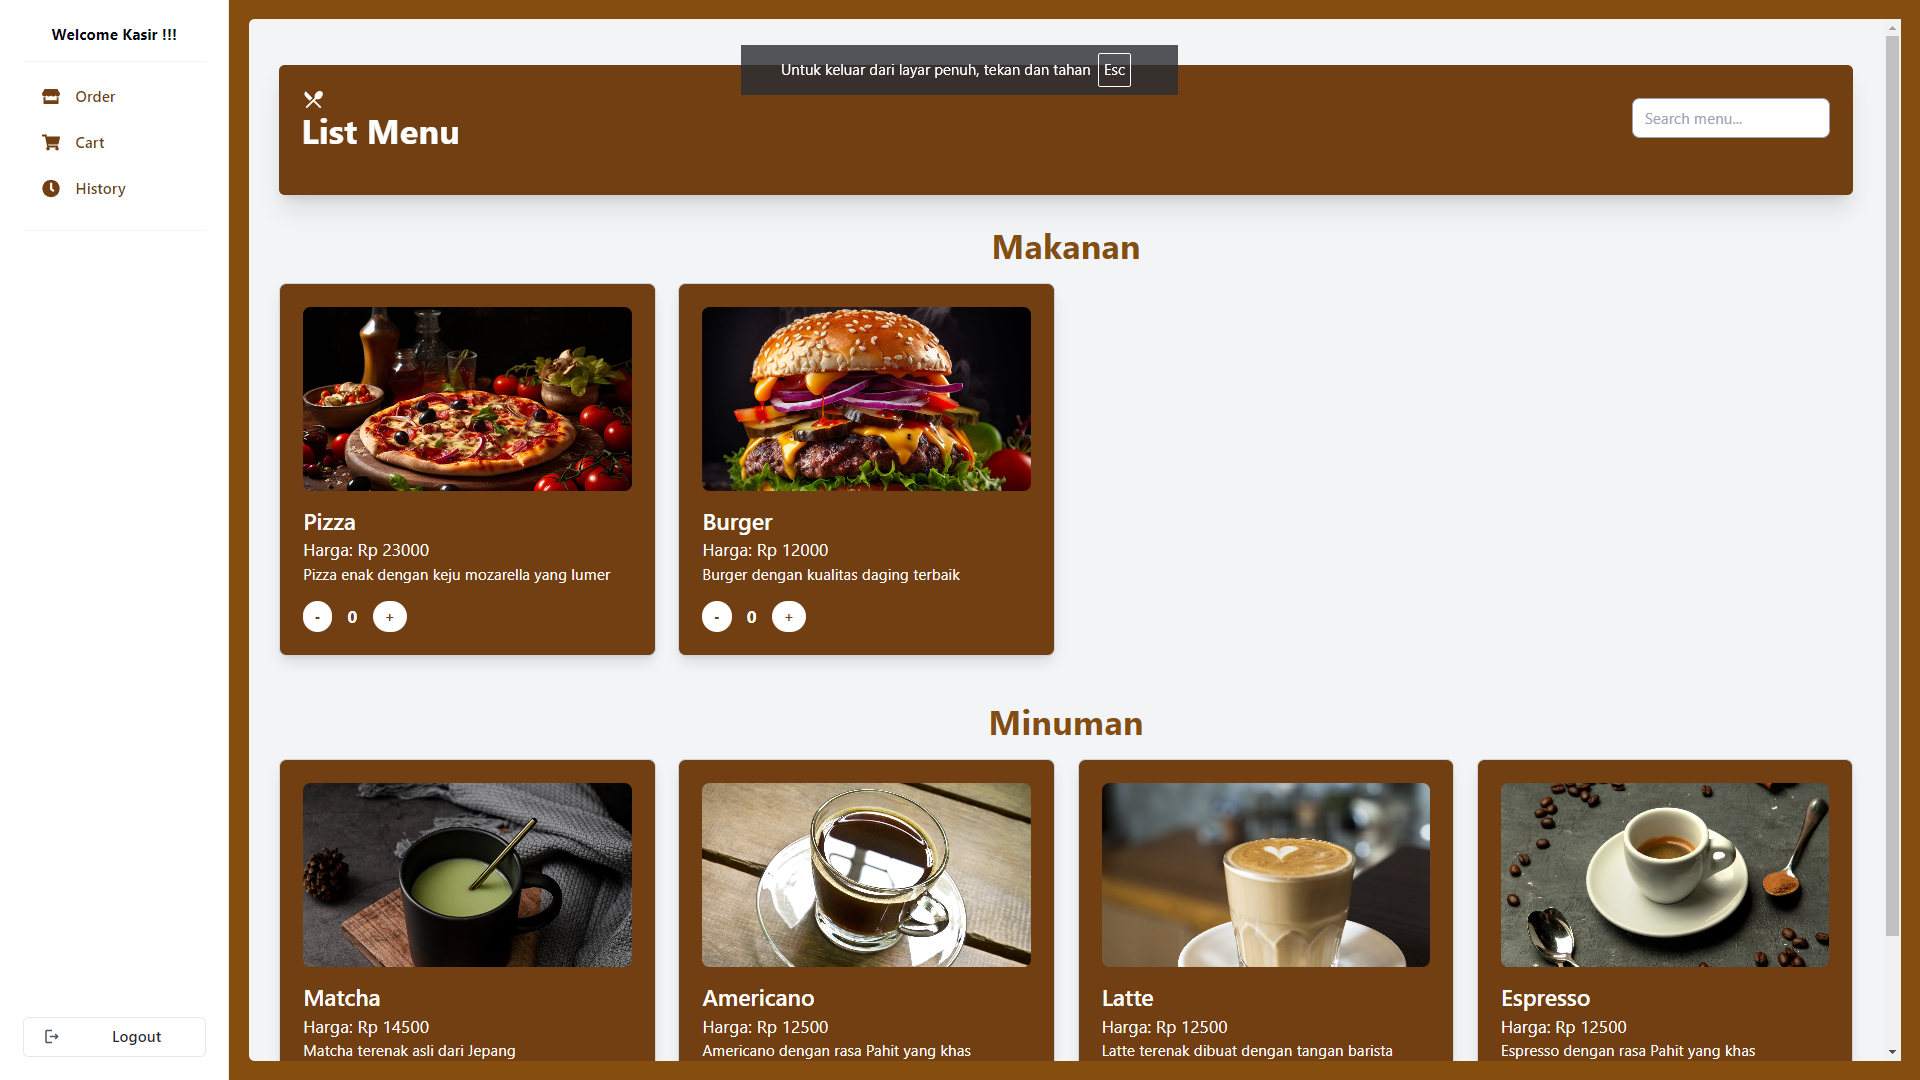 Welcome Kasir !!!
Order
Cart
History
Logout
Untuk keluar dari layar penuh, tekan dan tahan Esc
List Menu
Search menu...
Makanan
Pizza
Harga: Rp 23000
Pizza enak dengan keju mozarella yang lumer
- 0 +
Burger
Harga: Rp 12000
Burger dengan kualitas daging terbaik
- 0 +
Minuman
Matcha
Harga: Rp 14500
Matcha terenak asli dari Jepang
Americano
Harga: Rp 12500
Americano dengan rasa Pahit yang khas
Latte
Harga: Rp 12500
Latte terenak dibuat dengan tangan barista
Espresso
Harga: Rp 12500
Espresso dengan rasa Pahit yang khas